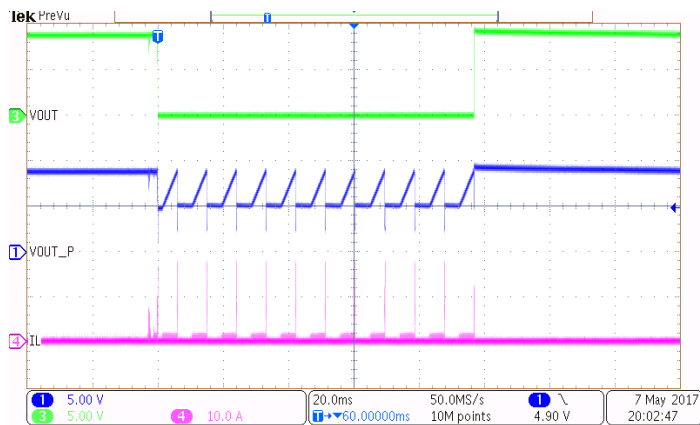 Tek PreVu
T
3 VOUT
1 VOUT_P
4 IL
1 5.00 V
3 5.00 V
4 10.0 A
20.0ms
T→▼60.00000ms
50.0MS/s
10M points
1 \
4.90 V
7 May 2017
20:02:47